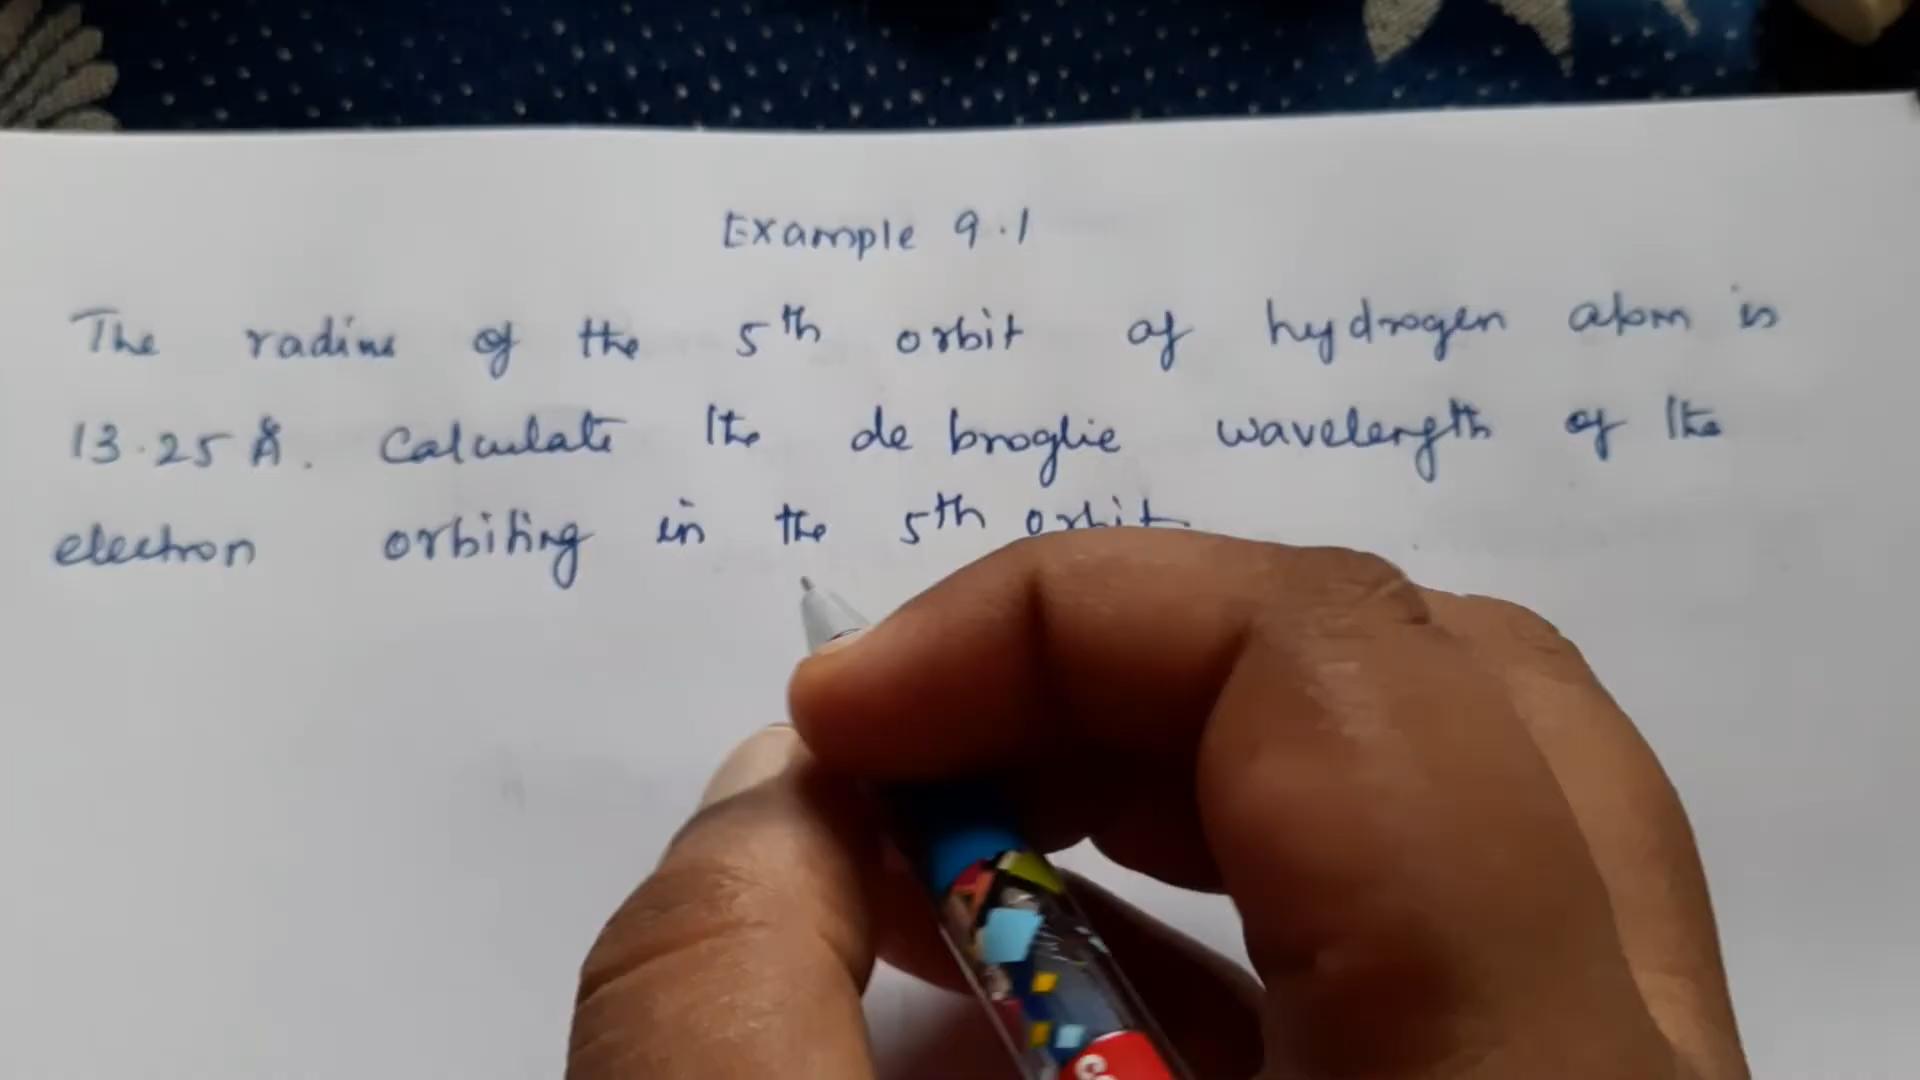 Example 9.1
The radius of the 5th orbit of hydrogen atom is
13.25 Å. Calculate the de broglie wavelength of the
electron orbiting in the 5th orbit